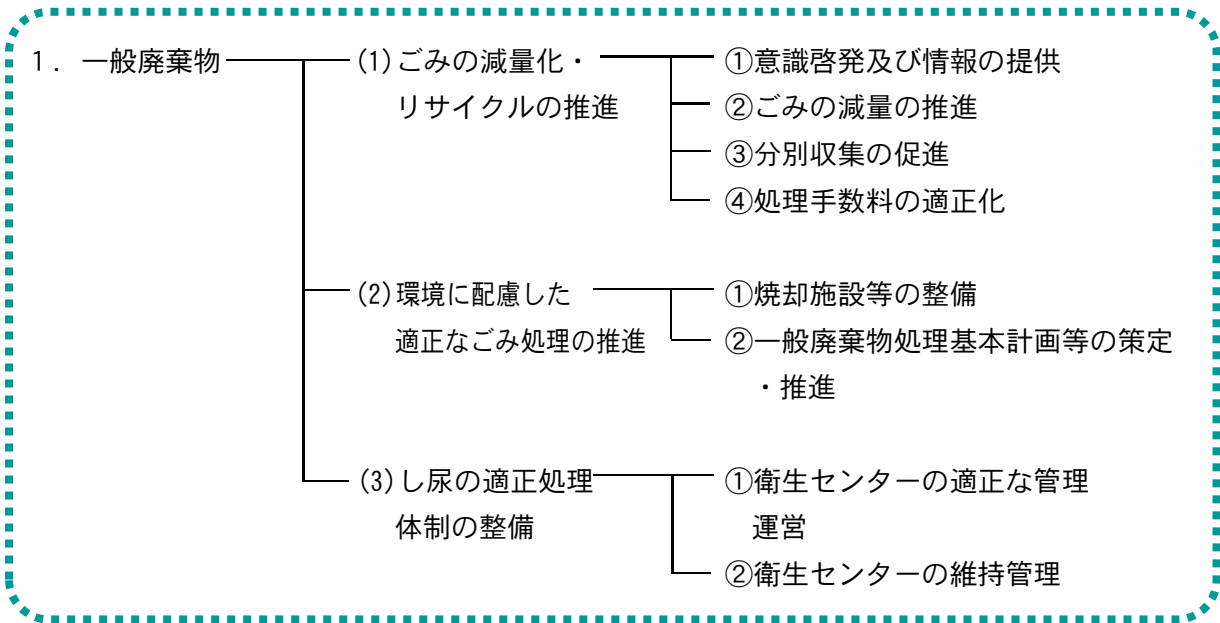 1．一般廃棄物
(1)ごみの減量化・
リサイクルの推進
①意識啓発及び情報の提供
②ごみの減量の推進
③分別収集の促進
④処理手数料の適正化
(2)環境に配慮した
適正なごみ処理の推進
①焼却施設等の整備
②一般廃棄物処理基本計画等の策定
・推進
(3)し尿の適正処理
体制の整備
①衛生センターの適正な管理
運営
②衛生センターの維持管理